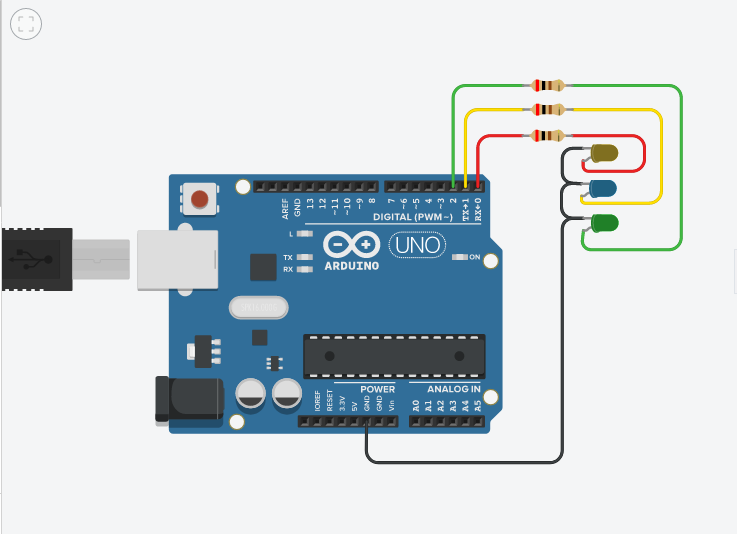 AREF
GND
13
12
~11
~10
~9
8
7
~6
~5
4
~3
2
TX→1
RX←0
DIGITAL (PWM~)
L
TX
RX
UNO
ARDUINO
ON
POWER
ANALOG IN
IOREF
RESET
3.3V
5V
GND
GND
Vin
A0
A1
A2
A3
A4
A5